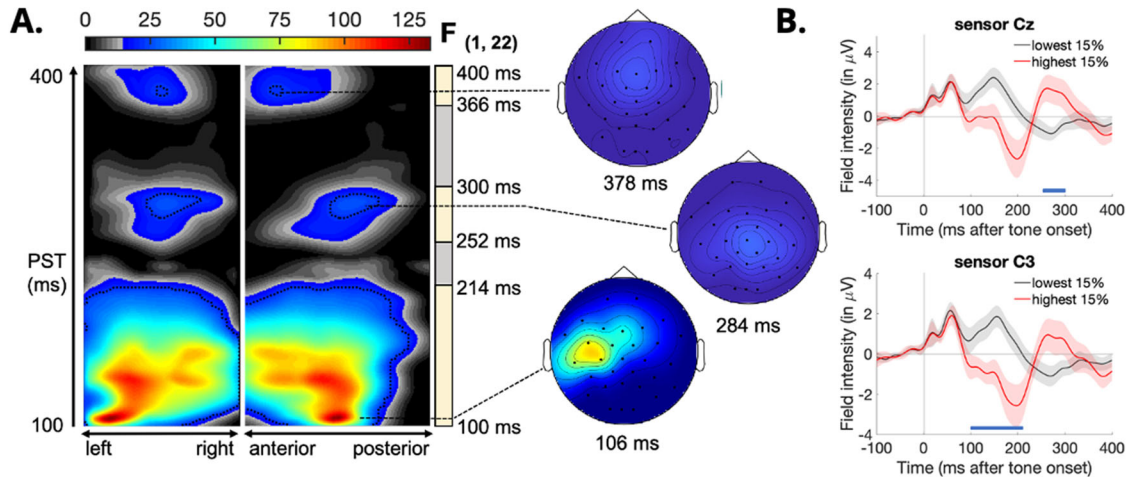 A.
0 25 50 75 100 125
F
(1, 22)
400
PST
(ms)
100
400 ms
366 ms
300 ms
252 ms
214 ms
100 ms
left right anterior posterior
378 ms
284 ms
106 ms
B.
sensor Cz
lowest 15%
highest 15%
Field intensity (in μV)
4
2
0
-2
-4
-100 0 100 200 300 400
Time (ms after tone onset)
sensor C3
lowest 15%
highest 15%
Field intensity (in μV)
4
2
0
-2
-4
-100 0 100 200 300 400
Time (ms after tone onset)